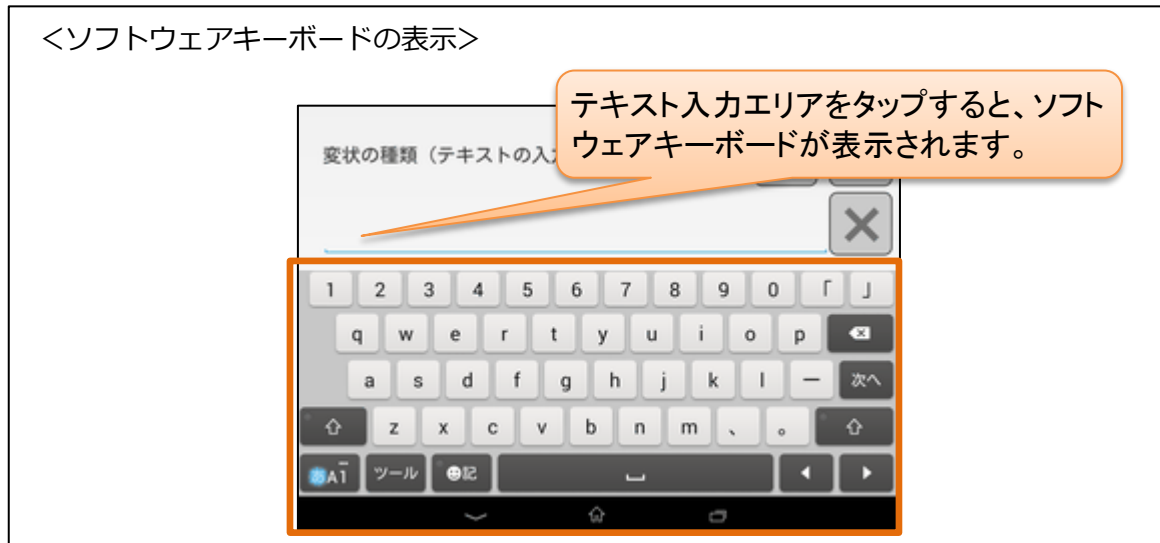 ＜ソフトウェアキーボードの表示＞
テキスト入力エリアをタップすると、ソフト
ウェアキーボードが表示されます。
変状の種類（テキストの入
1 2 3 4 5 6 7 8 9 0 「 」
q w e r t y u i o p
a s d f g h j k l ー 次へ
z x c v b n m 、 。
あA1 ツール 記